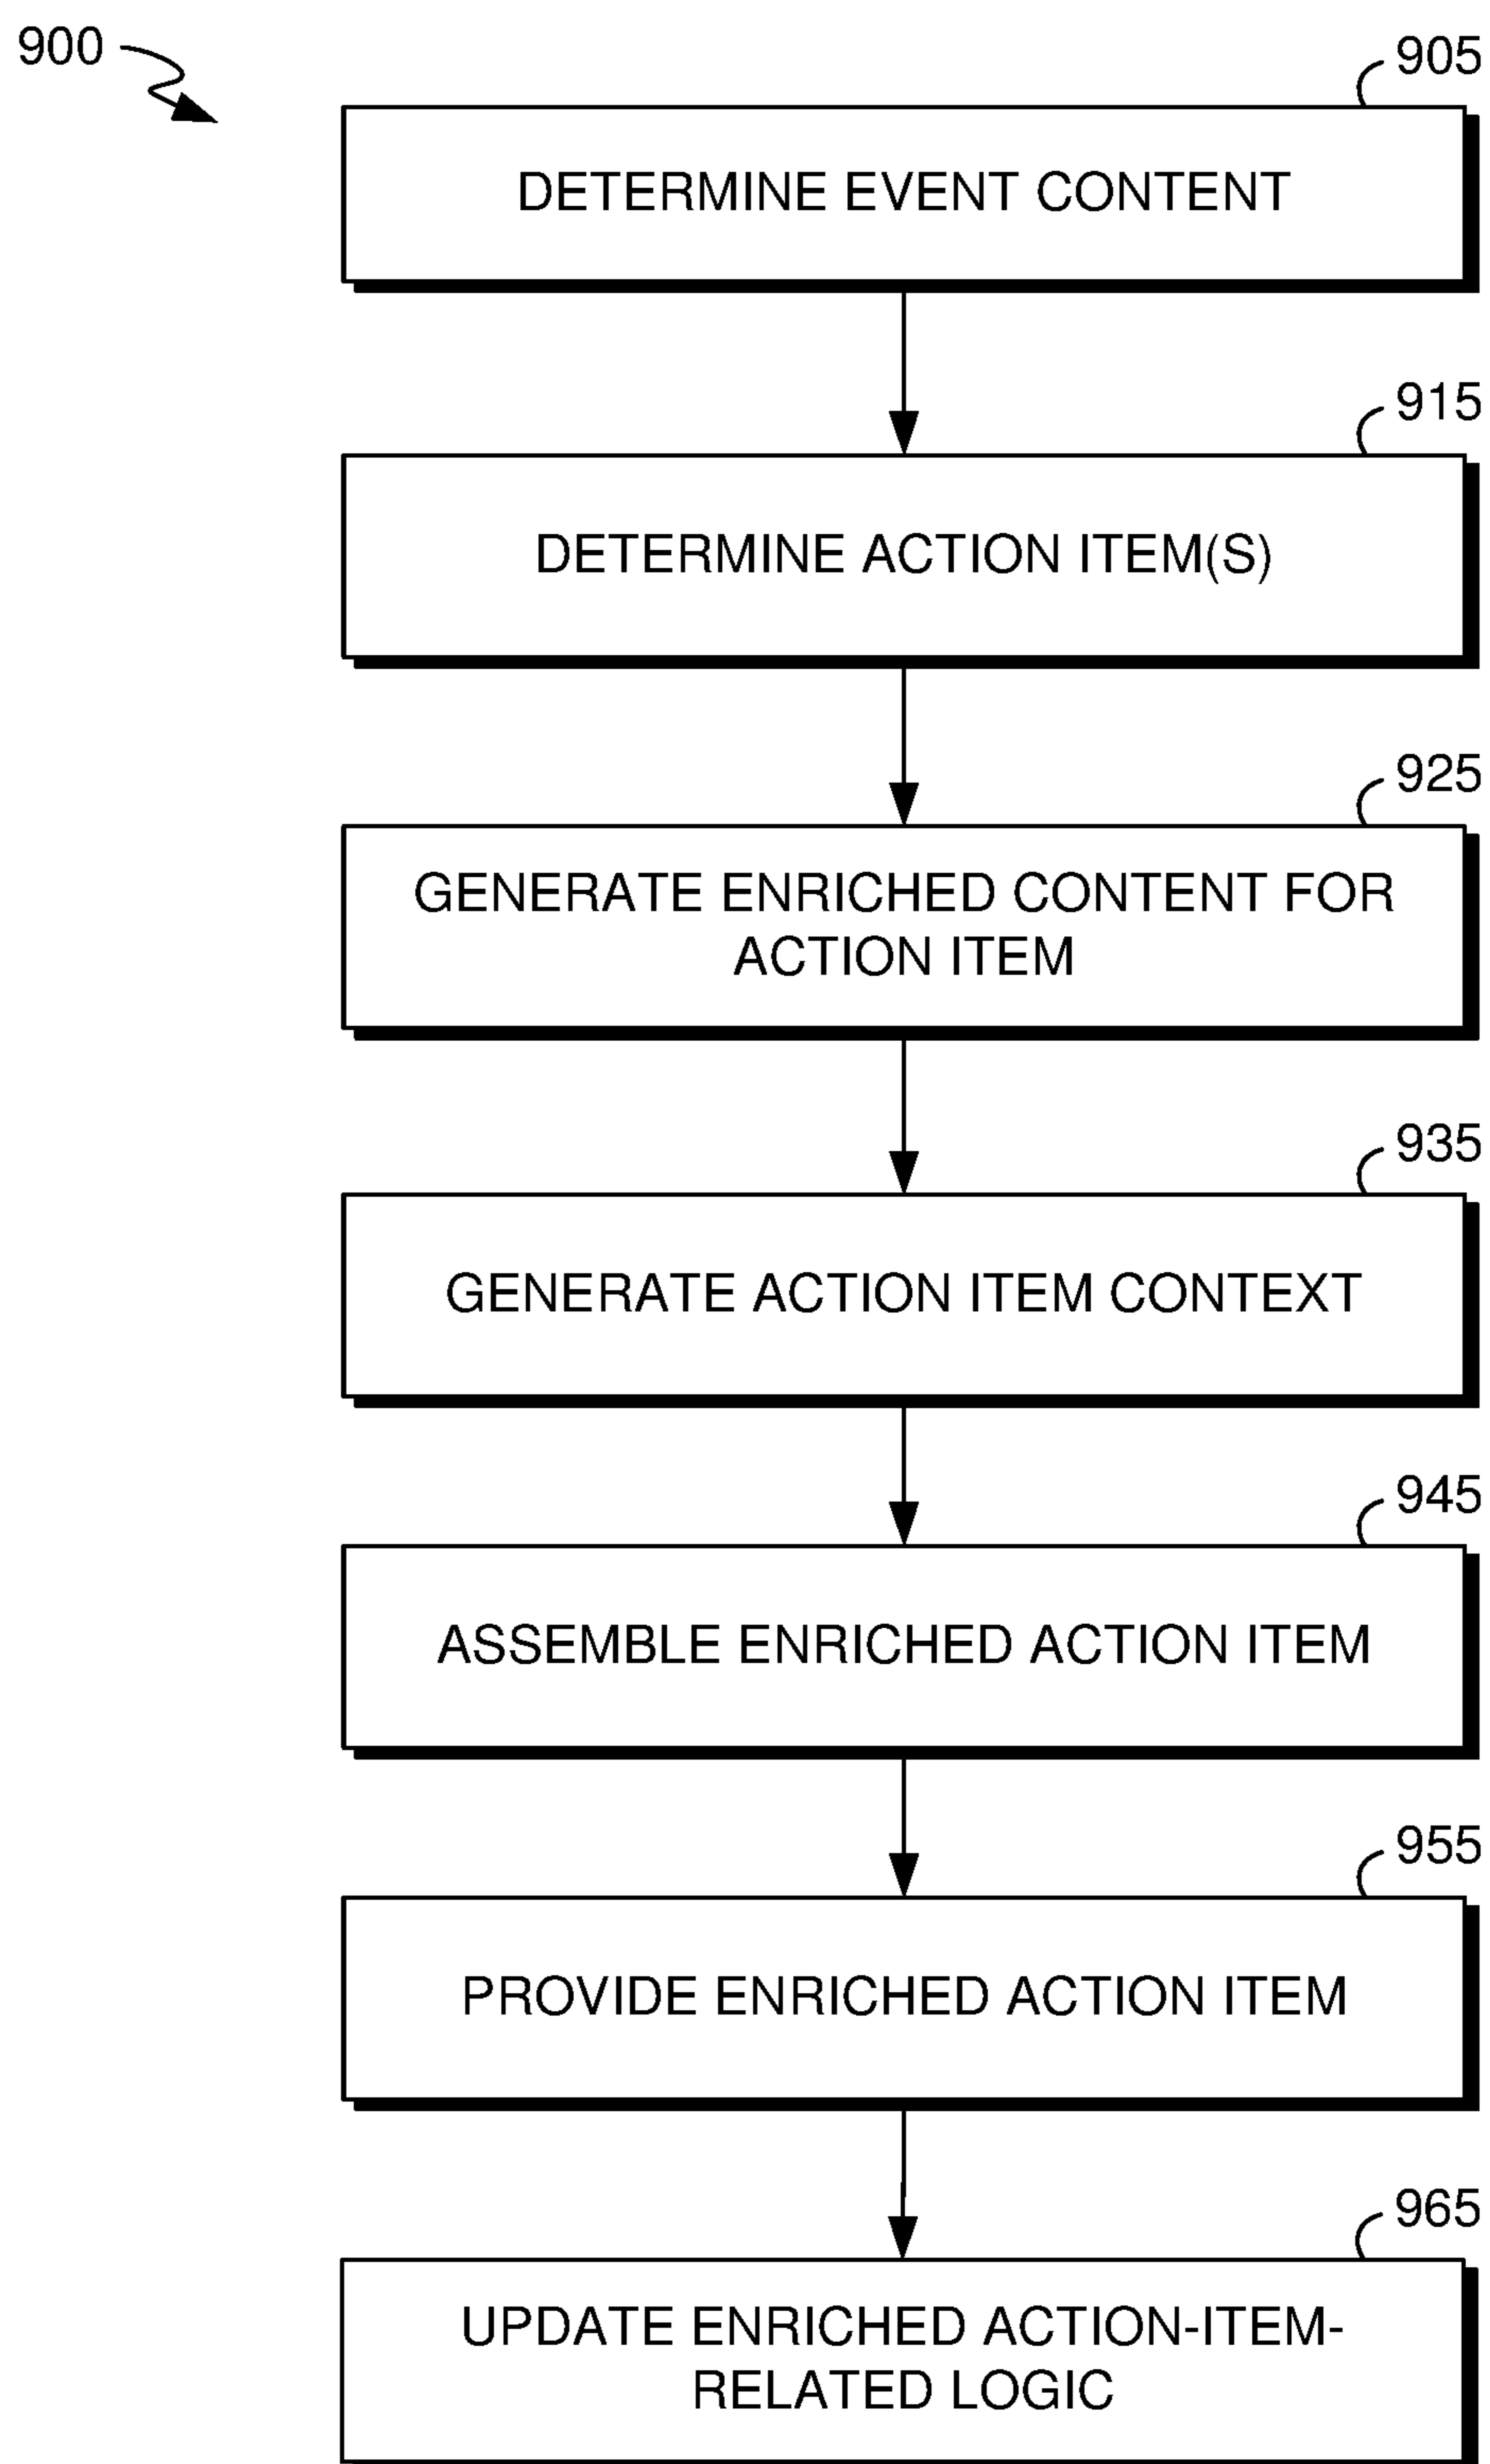 900
905
DETERMINE EVENT CONTENT
915
DETERMINE ACTION ITEM(S)
925
GENERATE ENRICHED CONTENT FOR
ACTION ITEM
935
GENERATE ACTION ITEM CONTEXT
945
ASSEMBLE ENRICHED ACTION ITEM
955
PROVIDE ENRICHED ACTION ITEM
965
UPDATE ENRICHED ACTION-ITEM-
RELATED LOGIC